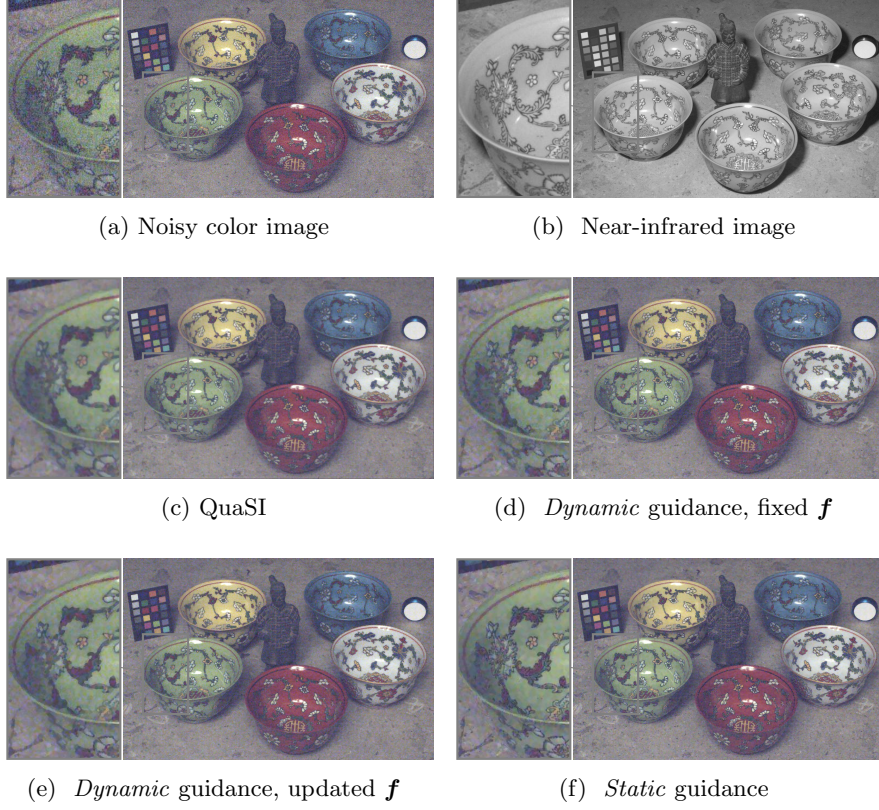 (a) Noisy color image
(b) Near-infrared image
(c) QuaSI
(d) Dynamic guidance, fixed f
(e) Dynamic guidance, updated f
(f) Static guidance